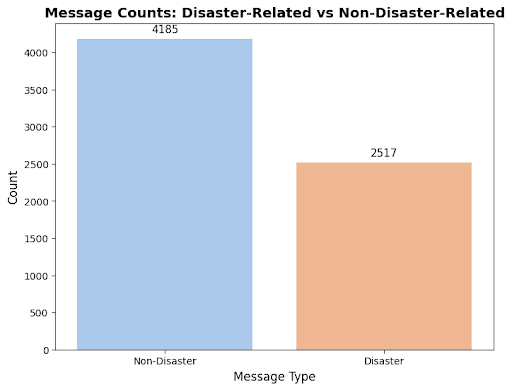 Message Counts: Disaster-Related vs Non-Disaster-Related
4185
2517
4000
3500
3000
2500
2000
1500
1000
500
0
Count
Non-Disaster
Disaster
Message Type